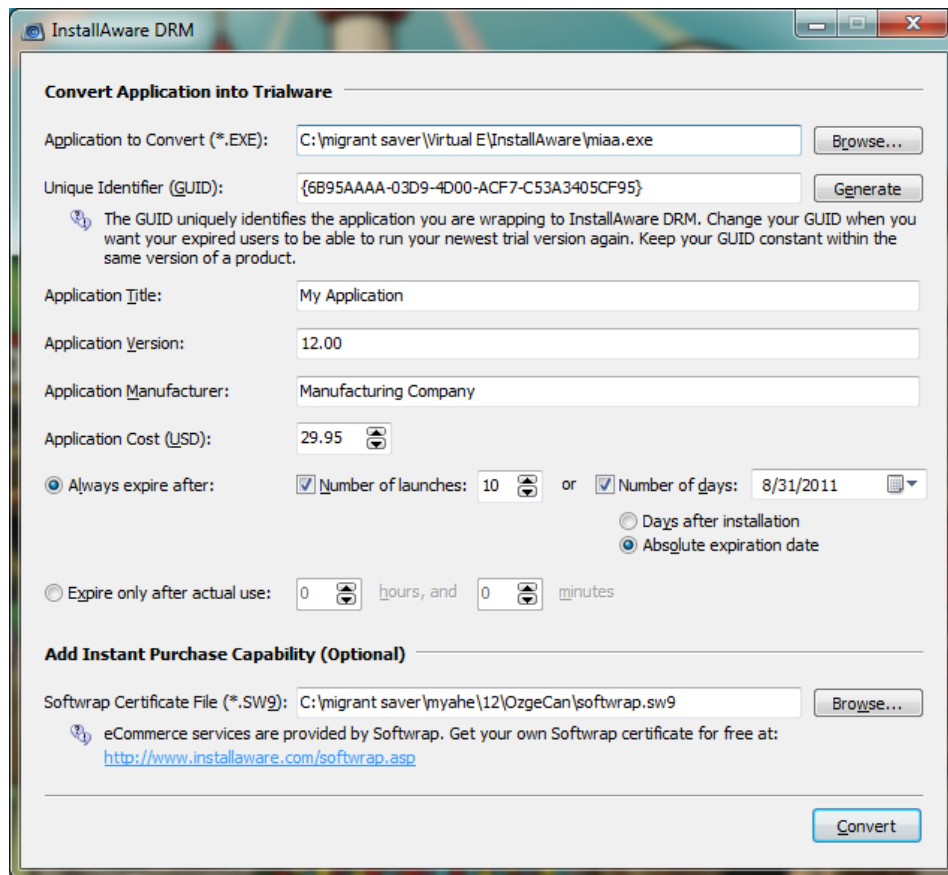 InstallAware DRM
Convert Application into Trialware
Application to Convert (*.EXE): C:\migrant saver\Virtual E\InstallAware\miaa.exe Browse...
Unique Identifier (GUID): {6B95AAAA-03D9-4D00-ACF7-C53A3405CF95} Generate
The GUID uniquely identifies the application you are wrapping to InstallAware DRM. Change your GUID when you
want your expired users to be able to run your newest trial version again. Keep your GUID constant within the
same version of a product.
Application Title: My Application
Application Version: 12.00
Application Manufacturer: Manufacturing Company
Application Cost (USD): 29.95
Always expire after: Number of launches: 10 or Number of days: 8/31/2011
Days after installation
Absolute expiration date
Expire only after actual use: 0 hours, and 0 minutes
Add Instant Purchase Capability (Optional)
Softwrap Certificate File (*.SW9): C:\migrant saver\myahe\12\OzgeCan\softwrap.sw9 Browse...
eCommerce services are provided by Softwrap. Get your own Softwrap certificate for free at:
http://www.installaware.com/softwrap.asp
Convert